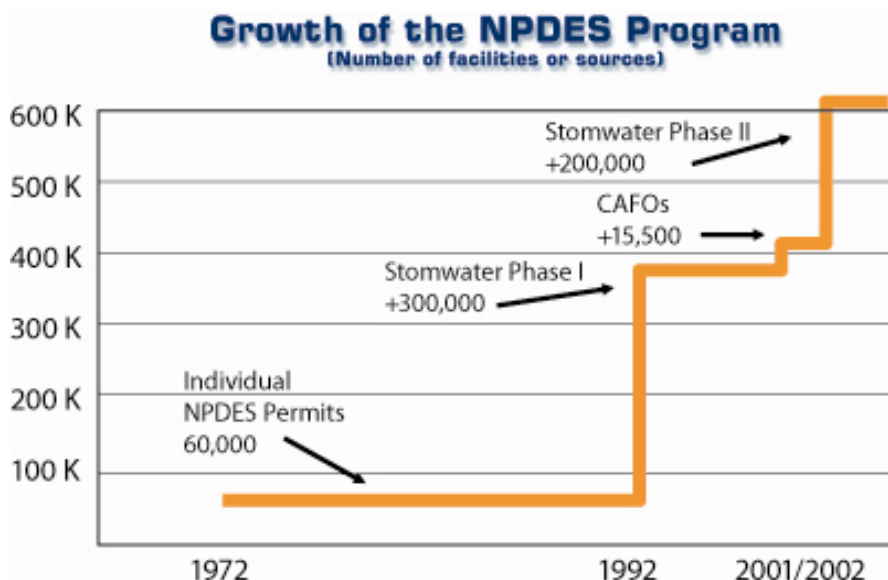 Growth of the NPDES Program
(Number of facilities or sources)
600 K
500 K
400 K
300 K
200 K
100 K
Stomwater Phase II
+200,000
CAFOs
+15,500
Stomwater Phase I
+300,000
Individual
NPDES Permits
60,000
1972
1992
2001/2002